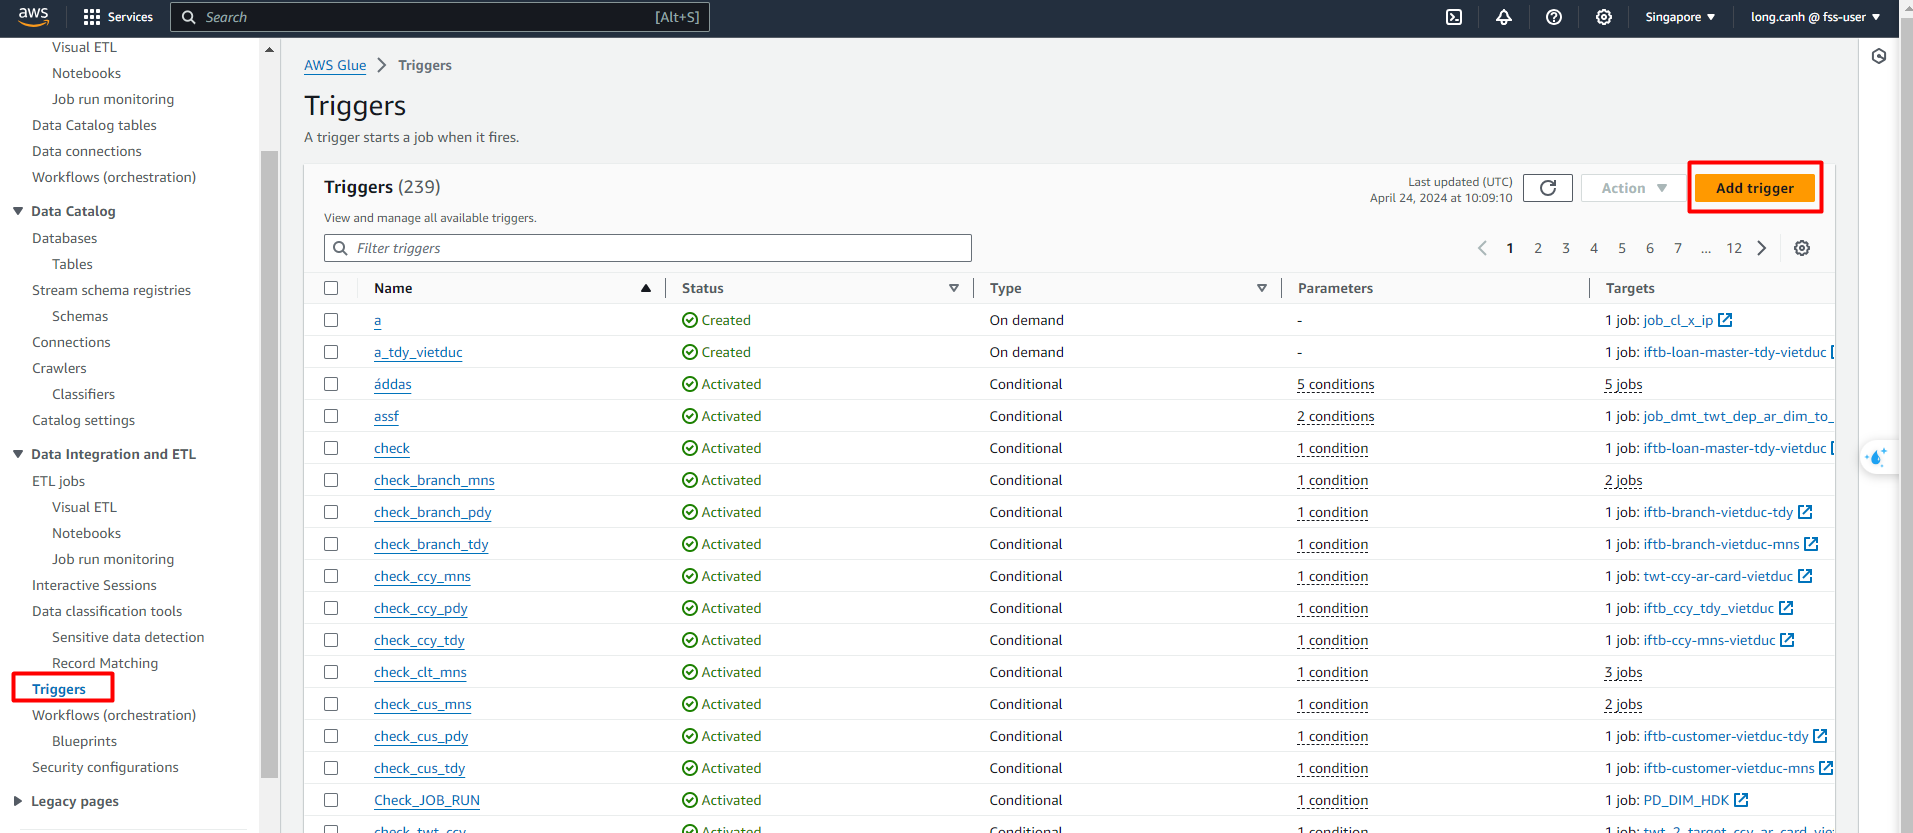 aws
Services
Search
[Alt+S]
Singapore
long.canh @ fss-user
Visual ETL
Notebooks
Job run monitoring
Data Catalog tables
Data connections
Workflows (orchestration)
Data Catalog
Databases
Tables
Stream schema registries
Schemas
Connections
Crawlers
Classifiers
Catalog settings
Data Integration and ETL
ETL jobs
Visual ETL
Notebooks
Job run monitoring
Interactive Sessions
Data classification tools
Sensitive data detection
Record Matching
Triggers
Workflows (orchestration)
Blueprints
Security configurations
Legacy pages
AWS Glue > Triggers
Triggers
A trigger starts a job when it fires.
Triggers (239)
View and manage all available triggers.
Last updated (UTC)
April 24, 2024 at 10:09:10
Action
Add trigger
Filter triggers
1 2 3 4 5 6 7 ... 12
Name Status Type Parameters Targets
a Created On demand - 1 job: job_cl_x_ip
a_tdy_vietduc Created On demand - 1 job: iftb-loan-master-tdy-vietduc
áddas Activated Conditional 5 conditions 5 jobs
assf Activated Conditional 2 conditions 1 job: job_dmt_twt_dep_ar_dim_to_
check Activated Conditional 1 condition 1 job: iftb-loan-master-tdy-vietduc
check_branch_mns Activated Conditional 1 condition 2 jobs
check_branch_pdy Activated Conditional 1 condition 1 job: iftb-branch-vietduc-tdy
check_branch_tdy Activated Conditional 1 condition 1 job: iftb-branch-vietduc-mns
check_ccy_mns Activated Conditional 1 condition 1 job: twt-ccy-ar-card-vietduc
check_ccy_pdy Activated Conditional 1 condition 1 job: iftb_ccy_tdy_vietduc
check_ccy_tdy Activated Conditional 1 condition 1 job: iftb-ccy-mns-vietduc
check_clt_mns Activated Conditional 1 condition 3 jobs
check_cus_mns Activated Conditional 1 condition 2 jobs
check_cus_pdy Activated Conditional 1 condition 1 job: iftb-customer-vietduc-tdy
check_cus_tdy Activated Conditional 1 condition 1 job: iftb-customer-vietduc-mns
Check_JOB_RUN Activated Conditional 1 condition 1 job: PD_DIM_HDK
check_twt_ccy Activated Conditional 1 condition 1 job: twt_2_target_ccy_ar_card_vie